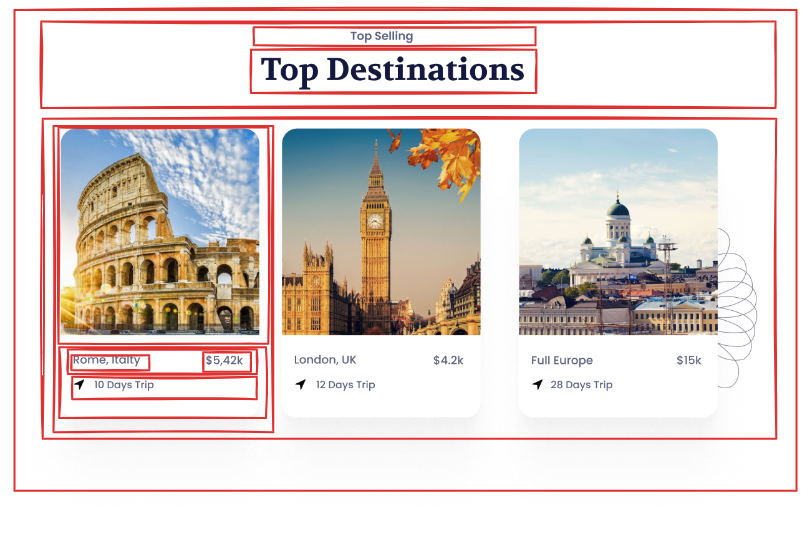 Top Selling
Top Destinations
Rome, Italty
$5,42k
10 Days Trip
London, UK
$4.2k
12 Days Trip
Full Europe
$15k
28 Days Trip